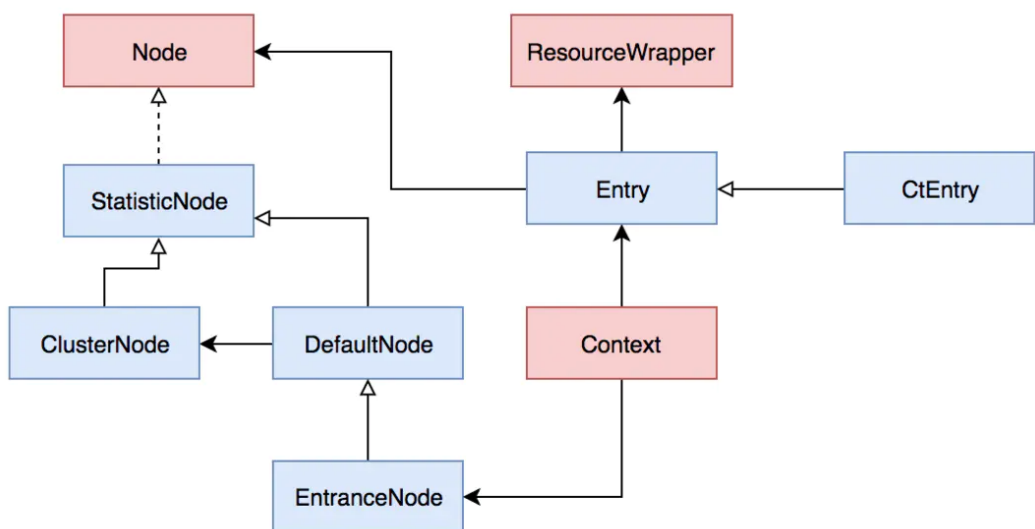 Node
ResourceWrapper
StatisticNode
Entry
CtEntry
ClusterNode
DefaultNode
Context
EntranceNode